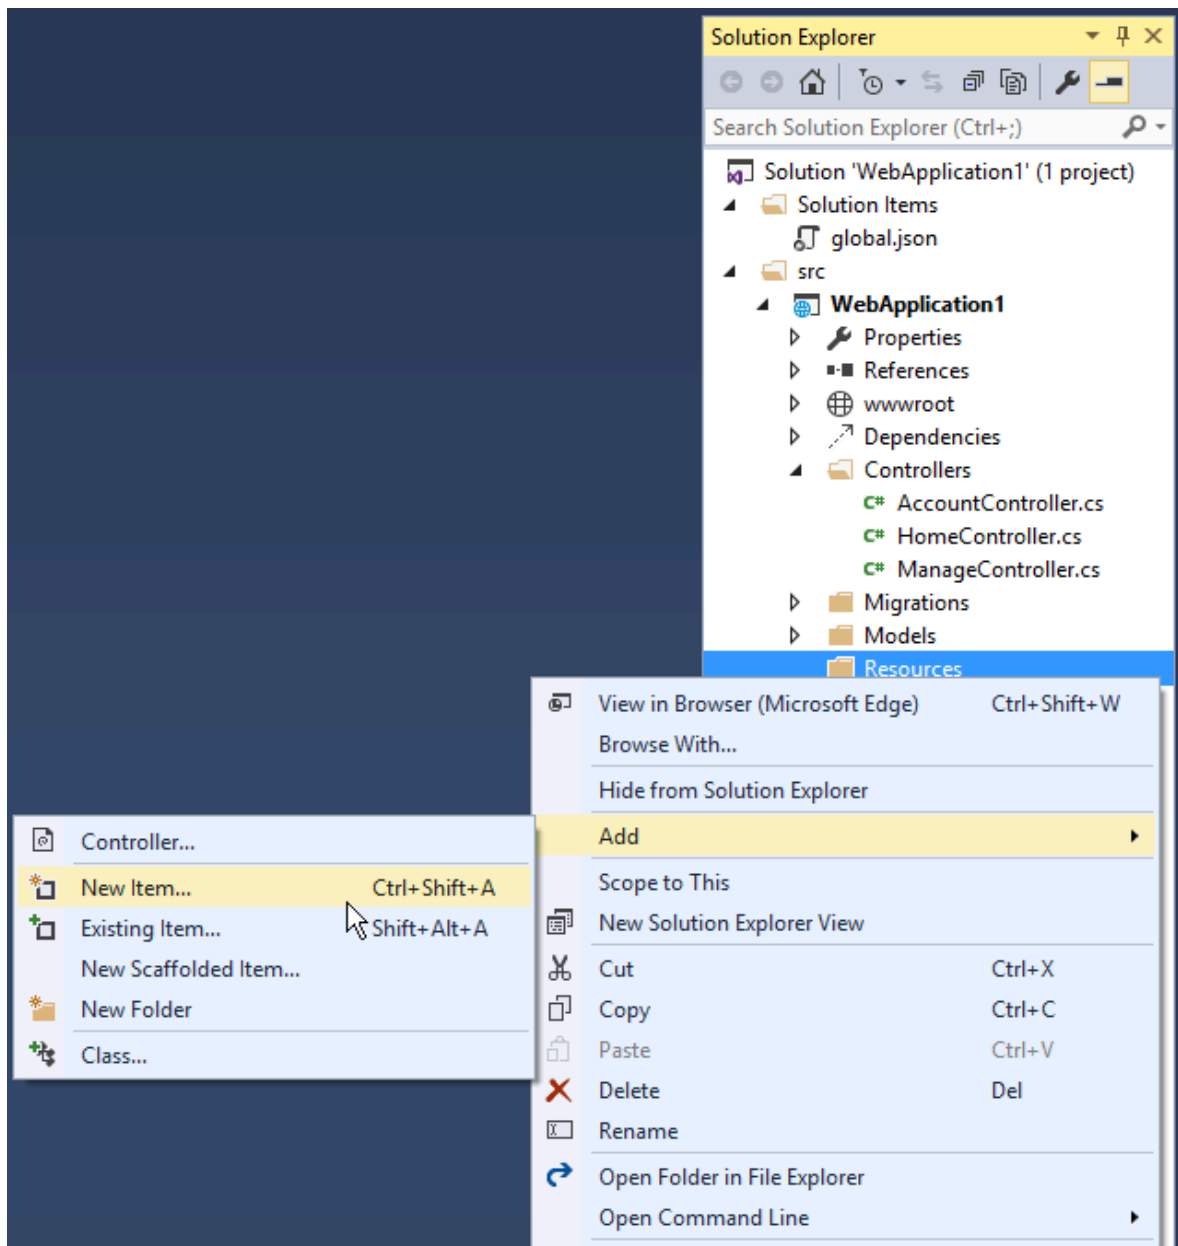 Solution Explorer
Search Solution Explorer (Ctrl+;)
Solution 'WebApplication1' (1 project)
Solution Items
global.json
src
WebApplication1
Properties
References
wwwroot
Dependencies
Controllers
C# AccountController.cs
C# HomeController.cs
C# ManageController.cs
Migrations
Models
Resources
View in Browser (Microsoft Edge) Ctrl+Shift+W
Browse With...
Hide from Solution Explorer
Add
Scope to This
New Solution Explorer View
Cut Ctrl+X
Copy Ctrl+C
Paste Ctrl+V
Delete Del
Rename
Open Folder in File Explorer
Open Command Line
Controller...
New Item... Ctrl+Shift+A
Existing Item... Shift+Alt+A
New Scaffolded Item...
New Folder
Class...